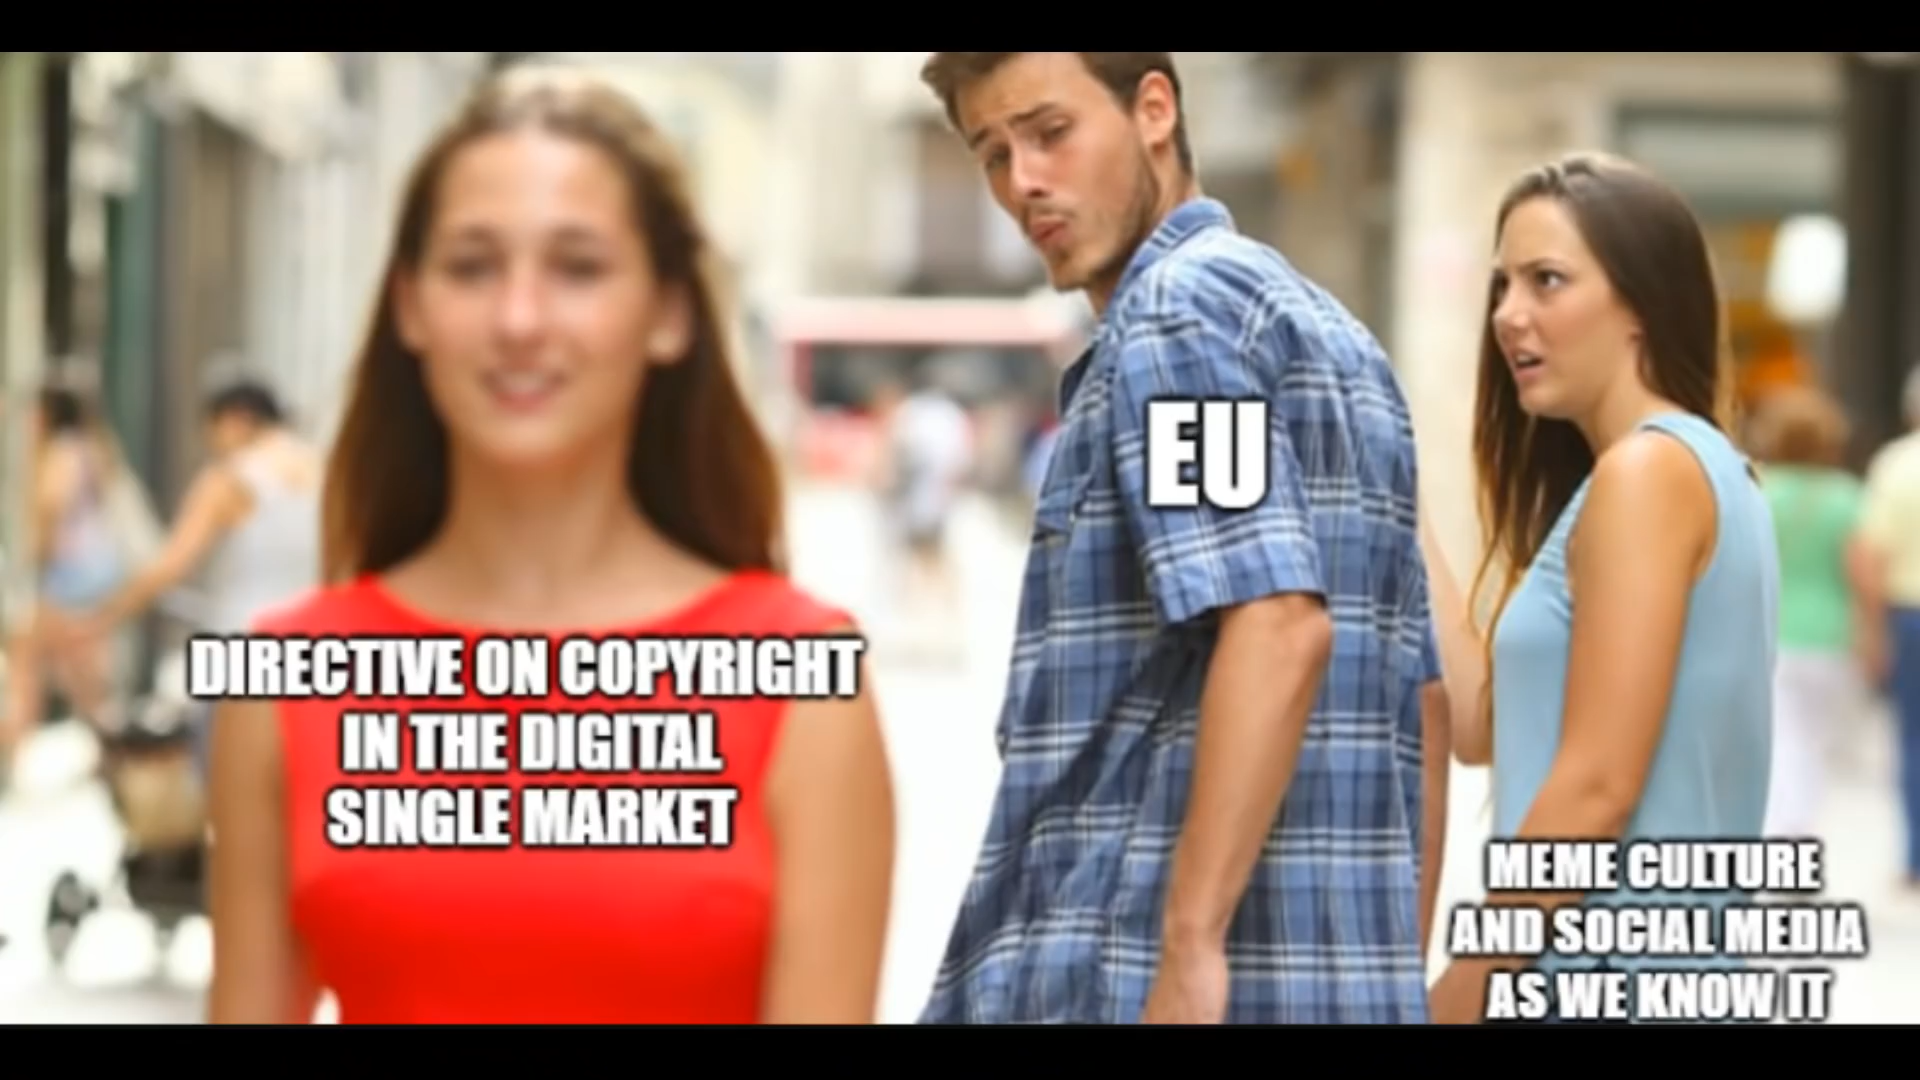 DIRECTIVE ON COPYRIGHT
IN THE DIGITAL
SINGLE MARKET
EU
MEME CULTURE
AND SOCIAL MEDIA
AS WE KNOW IT